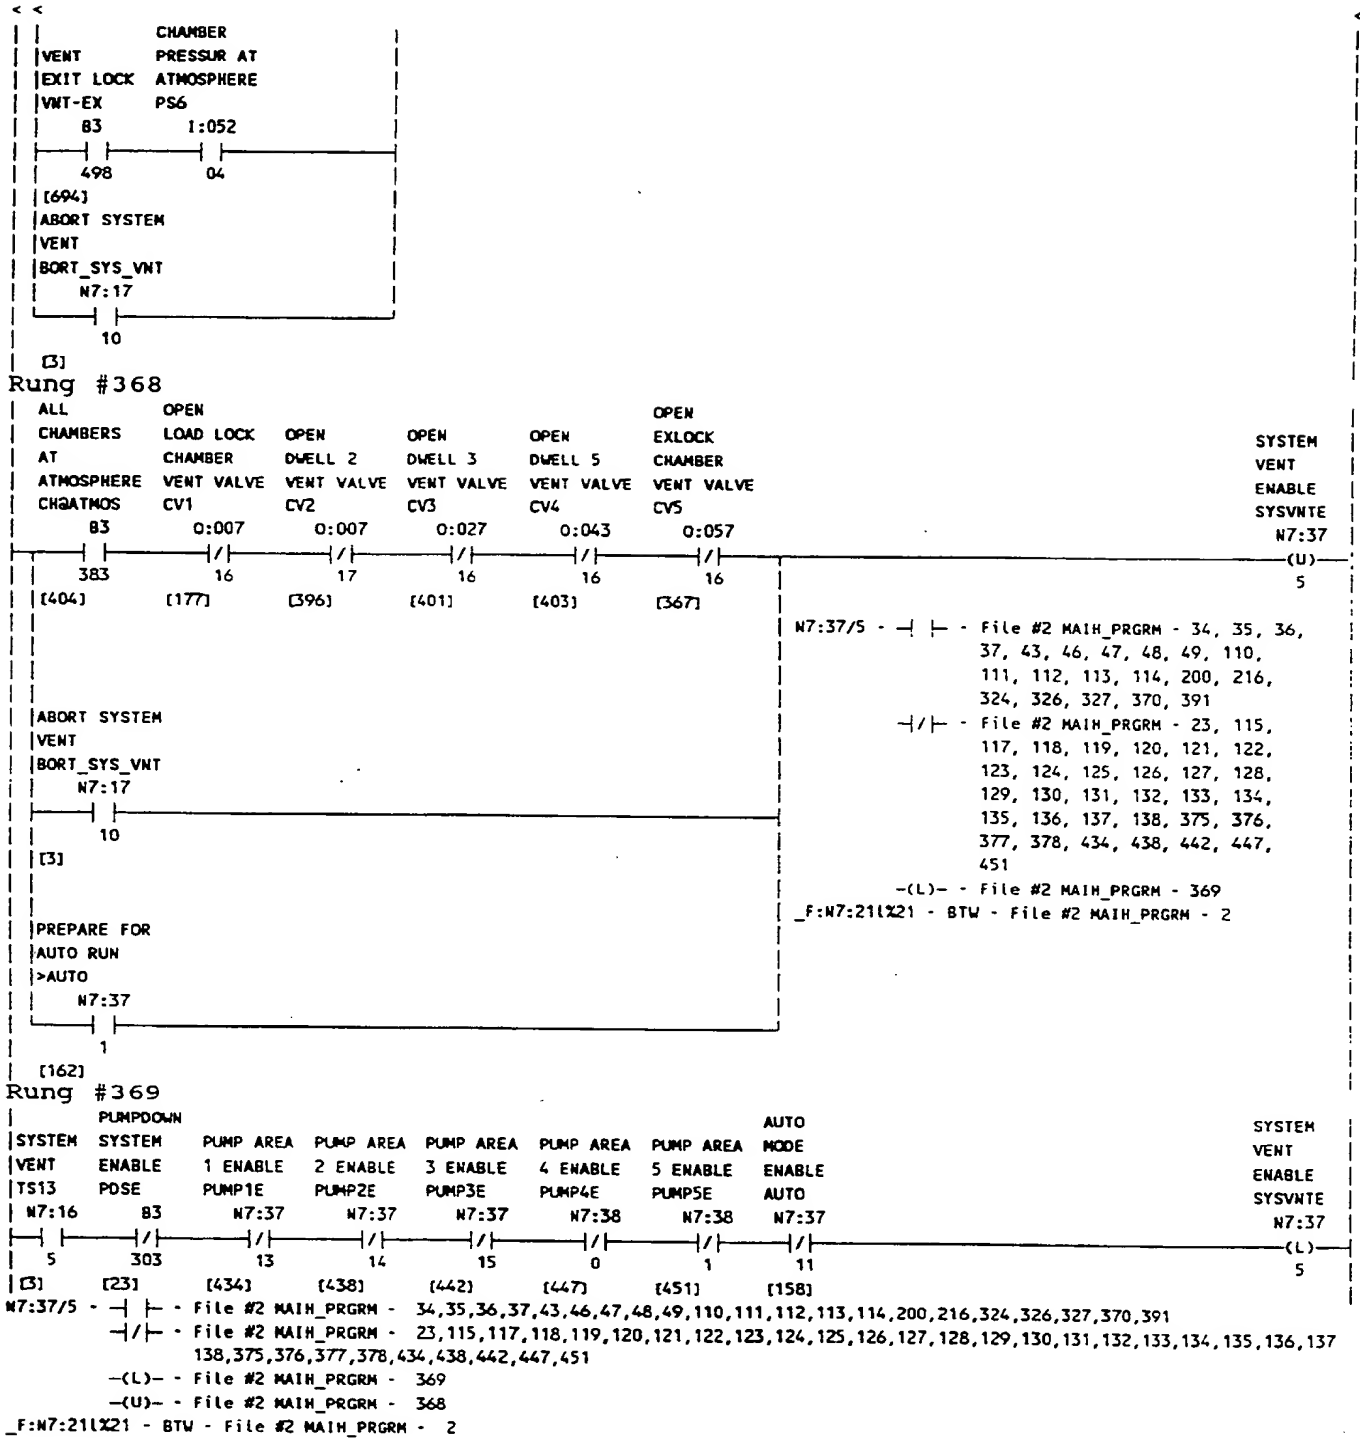 < <
<
CHAMBER
VENT PRESSUR AT
EXIT LOCK ATMOSPHERE
VNT-EX PS6
B3 I:052
498 04
[694]
ABORT SYSTEM
VENT
BORT_SYS_VNT
N7:17
10
[3]
Rung #368
ALL OPEN OPEN
CHAMBERS LOAD LOCK OPEN OPEN OPEN EXLOCK SYSTEM
AT CHAMBER DWELL 2 DWELL 3 DWELL 5 CHAMBER VENT
ATMOSPHERE VENT VALVE VENT VALVE VENT VALVE VENT VALVE VENT VALVE ENABLE
CH@ATMOS CV1 CV2 CV3 CV4 CV5 SYSVNTE
B3 O:007 O:007 O:027 O:043 O:057 N7:37
(U)
383 16 17 16 16 16 5
[404] [177] [396] [401] [403] [367]
N7:37/5 - ┤ ├ - File #2 MAIN_PRGRM - 34, 35, 36,
37, 43, 46, 47, 48, 49, 110,
111, 112, 113, 114, 200, 216,
324, 326, 327, 370, 391
┤/├ - File #2 MAIN_PRGRM - 23, 115,
117, 118, 119, 120, 121, 122,
123, 124, 125, 126, 127, 128,
129, 130, 131, 132, 133, 134,
135, 136, 137, 138, 375, 376,
377, 378, 434, 438, 442, 447,
451
-(L)- - File #2 MAIN_PRGRM - 369
_F:N7:21[%21 - BTW - File #2 MAIN_PRGRM - 2
ABORT SYSTEM
VENT
BORT_SYS_VNT
N7:17
10
[3]
PREPARE FOR
AUTO RUN
>AUTO
N7:37
1
[162]
Rung #369
PUMPDOWN AUTO SYSTEM
SYSTEM SYSTEM PUMP AREA PUMP AREA PUMP AREA PUMP AREA PUMP AREA MODE VENT
VENT ENABLE 1 ENABLE 2 ENABLE 3 ENABLE 4 ENABLE 5 ENABLE ENABLE ENABLE
TS13 PDSE PUMP1E PUMP2E PUMP3E PUMP4E PUMP5E AUTO SYSVNTE
N7:16 B3 N7:37 N7:37 N7:37 N7:38 N7:38 N7:37 N7:37
(L)
5 303 13 14 15 0 1 11 5
[3] [23] [434] [438] [442] [447] [451] [158]
N7:37/5 - ┤ ├ - File #2 MAIN_PRGRM - 34,35,36,37,43,46,47,48,49,110,111,112,113,114,200,216,324,326,327,370,391
┤/├ - File #2 MAIN_PRGRM - 23,115,117,118,119,120,121,122,123,124,125,126,127,128,129,130,131,132,133,134,135,136,137
138,375,376,377,378,434,438,442,447,451
-(L)- - File #2 MAIN_PRGRM - 369
-(U)- - File #2 MAIN_PRGRM - 368
_F:N7:21[%21 - BTW - File #2 MAIN_PRGRM - 2